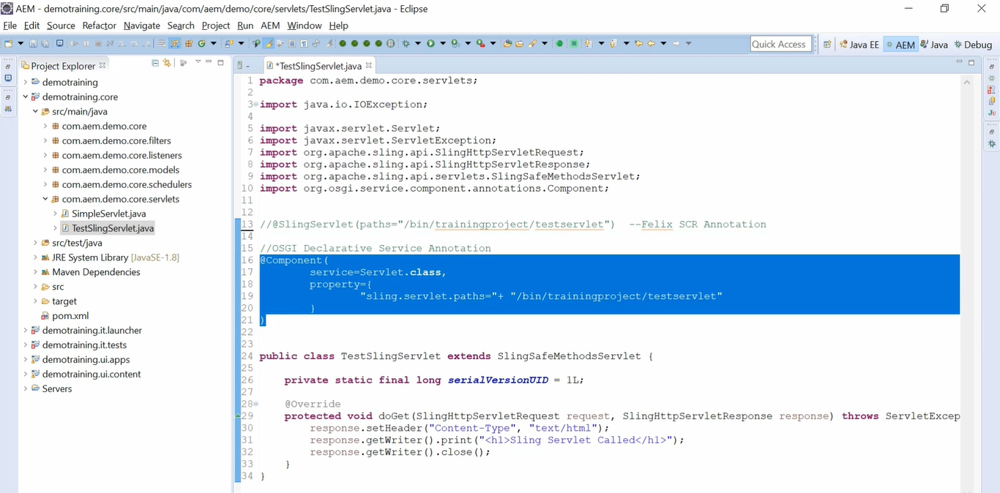 AEM - demotraining.core/src/main/java/com/aem/demo/core/servlets/TestSlingServlet.java - Eclipse
File Edit Source Refactor Navigate Search Project Run AEM Window Help
Quick Access Java EE AEM Java Debug
Project Explorer
demotraining
demotraining.core
src/main/java
com.aem.demo.core
com.aem.demo.core.filters
com.aem.demo.core.listeners
com.aem.demo.core.models
com.aem.demo.core.schedulers
com.aem.demo.core.servlets
SimpleServlet.java
TestSlingServlet.java
src/test/java
JRE System Library [JavaSE-1.8]
Maven Dependencies
src
target
pom.xml
demotraining.it.launcher
demotraining.it.tests
demotraining.ui.apps
demotraining.ui.content
Servers
*TestSlingServlet.java
1 package com.aem.demo.core.servlets;
2
3 import java.io.IOException;
4
5 import javax.servlet.Servlet;
6 import javax.servlet.ServletException;
7 import org.apache.sling.api.SlingHttpServletRequest;
8 import org.apache.sling.api.SlingHttpServletResponse;
9 import org.apache.sling.api.servlets.SlingSafeMethodsServlet;
10 import org.osgi.service.component.annotations.Component;
11
12
13 //@SlingServlet(paths="/bin/trainingproject/testservlet") --Felix SCR Annotation
14
15 //OSGI Declarative Service Annotation
16 @Component(
17 service=Servlet.class,
18 property={
19 "sling.servlet.paths="+ "/bin/trainingproject/testservlet"
20 }
21 )
22
23
24 public class TestSlingServlet extends SlingSafeMethodsServlet {
25
26 private static final long serialVersionUID = 1L;
27
28 @Override
29 protected void doGet(SlingHttpServletRequest request, SlingHttpServletResponse response) throws ServletExcep
30 response.setHeader("Content-Type", "text/html");
31 response.getWriter().print("<h1>Sling Servlet Called</h1>");
32 response.getWriter().close();
33 }
34 }